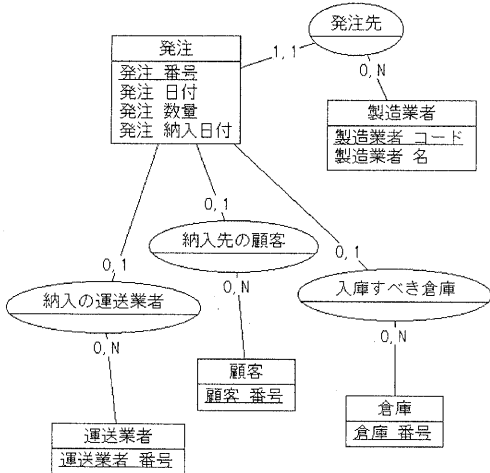 発注先
発注
1,1
発注 番号
発注 日付
発注 数量
発注 納入日付
0,N
製造業者
製造業者 コード
製造業者 名
0,1
納入先の顧客
0,1
0,1
納入の運送業者
入庫すべき倉庫
0,N
0,N
0,N
顧客
顧客 番号
倉庫
倉庫 番号
運送業者
運送業者 番号